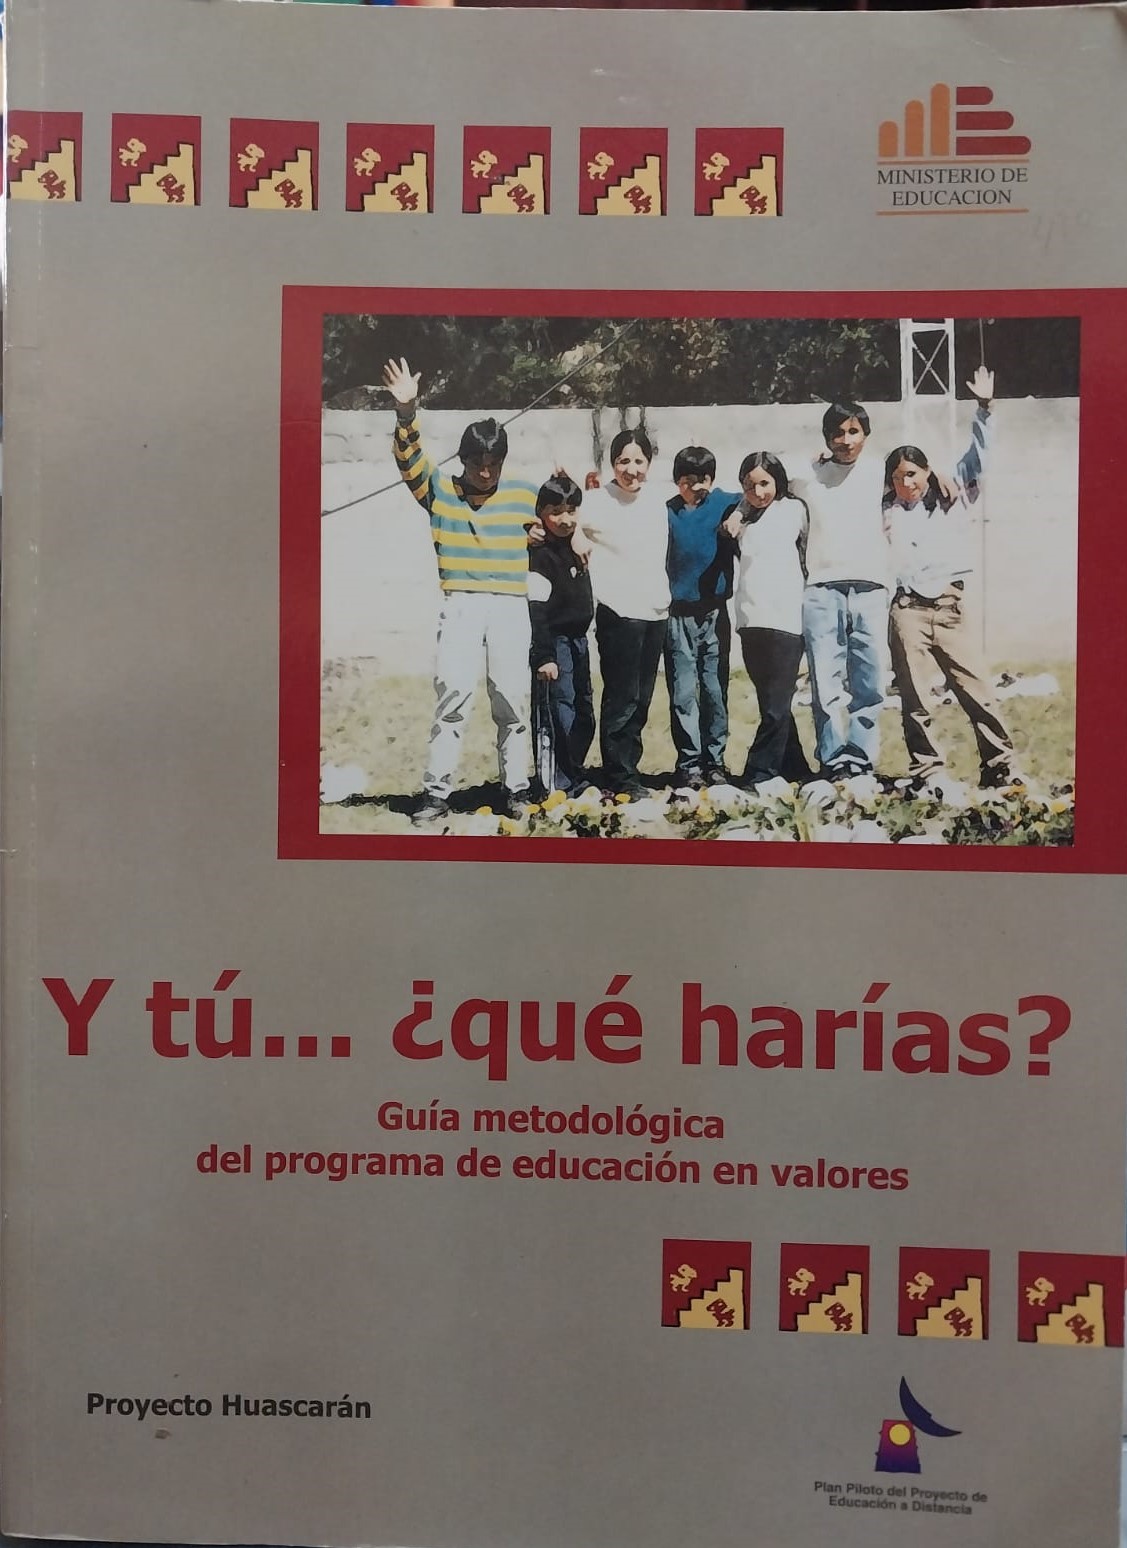 MINISTERIO DE
EDUCACION
Y tú... ¿qué harías?
Guía metodológica
del programa de educación en valores
Proyecto Huascarán
Plan Piloto del Proyecto de
Educación a Distancia